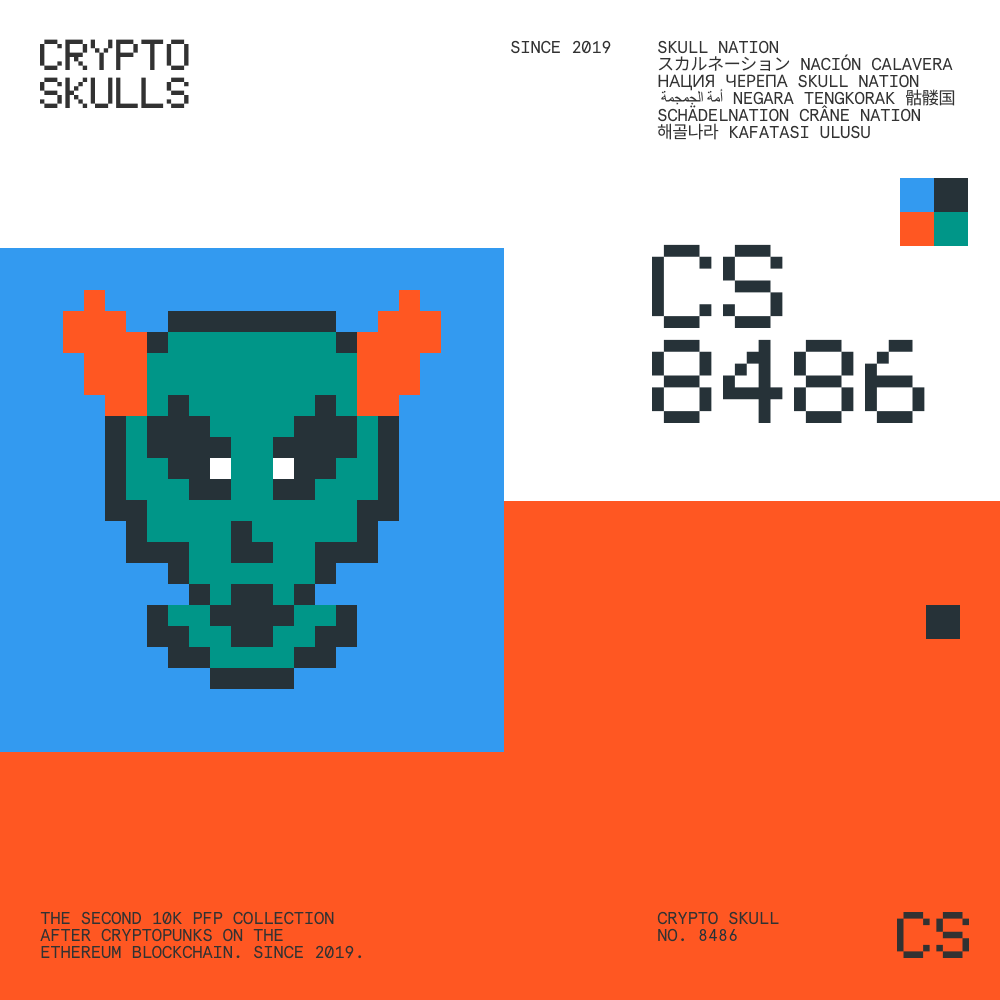 CRYPTO
SKULLS
SINCE 2019
SKULL NATION
スカルネーション NACIÓN CALAVERA
НАЦИЯ ЧЕРЕПА SKULL NATION
أمة الجمجمة NEGARA TENGKORAK 骷髅国
SCHÄDELNATION CRÂNE NATION
해골나라 KAFATASI ULUSU
CS
8486
THE SECOND 10K PFP COLLECTION
AFTER CRYPTOPUNKS ON THE
ETHEREUM BLOCKCHAIN. SINCE 2019.
CRYPTO SKULL
NO. 8486
CS